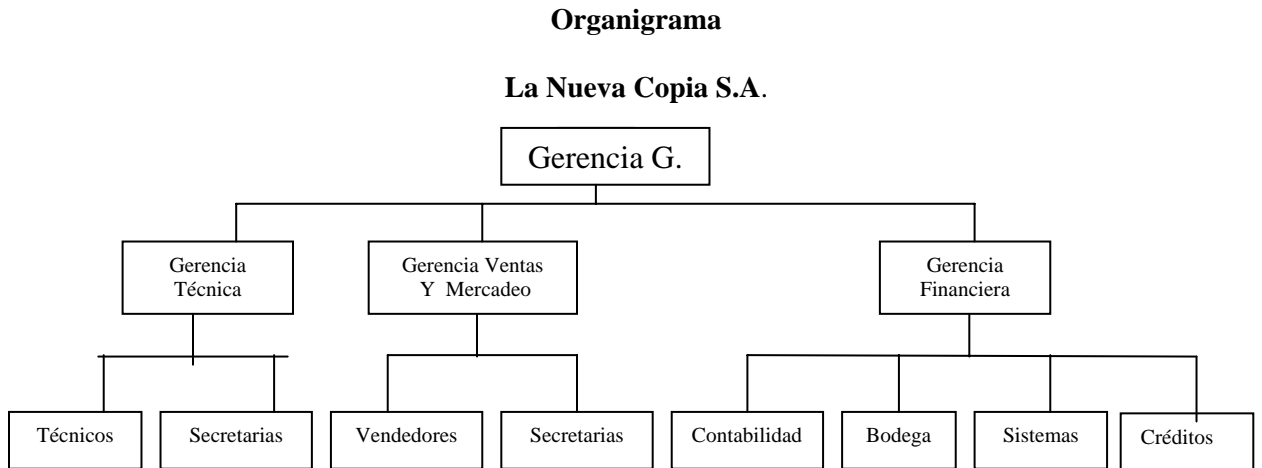 Organigrama
La Nueva Copia S.A.
Gerencia G.
Gerencia
Técnica
Gerencia Ventas
Y Mercadeo
Gerencia
Financiera
Técnicos
Secretarias
Vendedores
Secretarias
Contabilidad
Bodega
Sistemas
Créditos